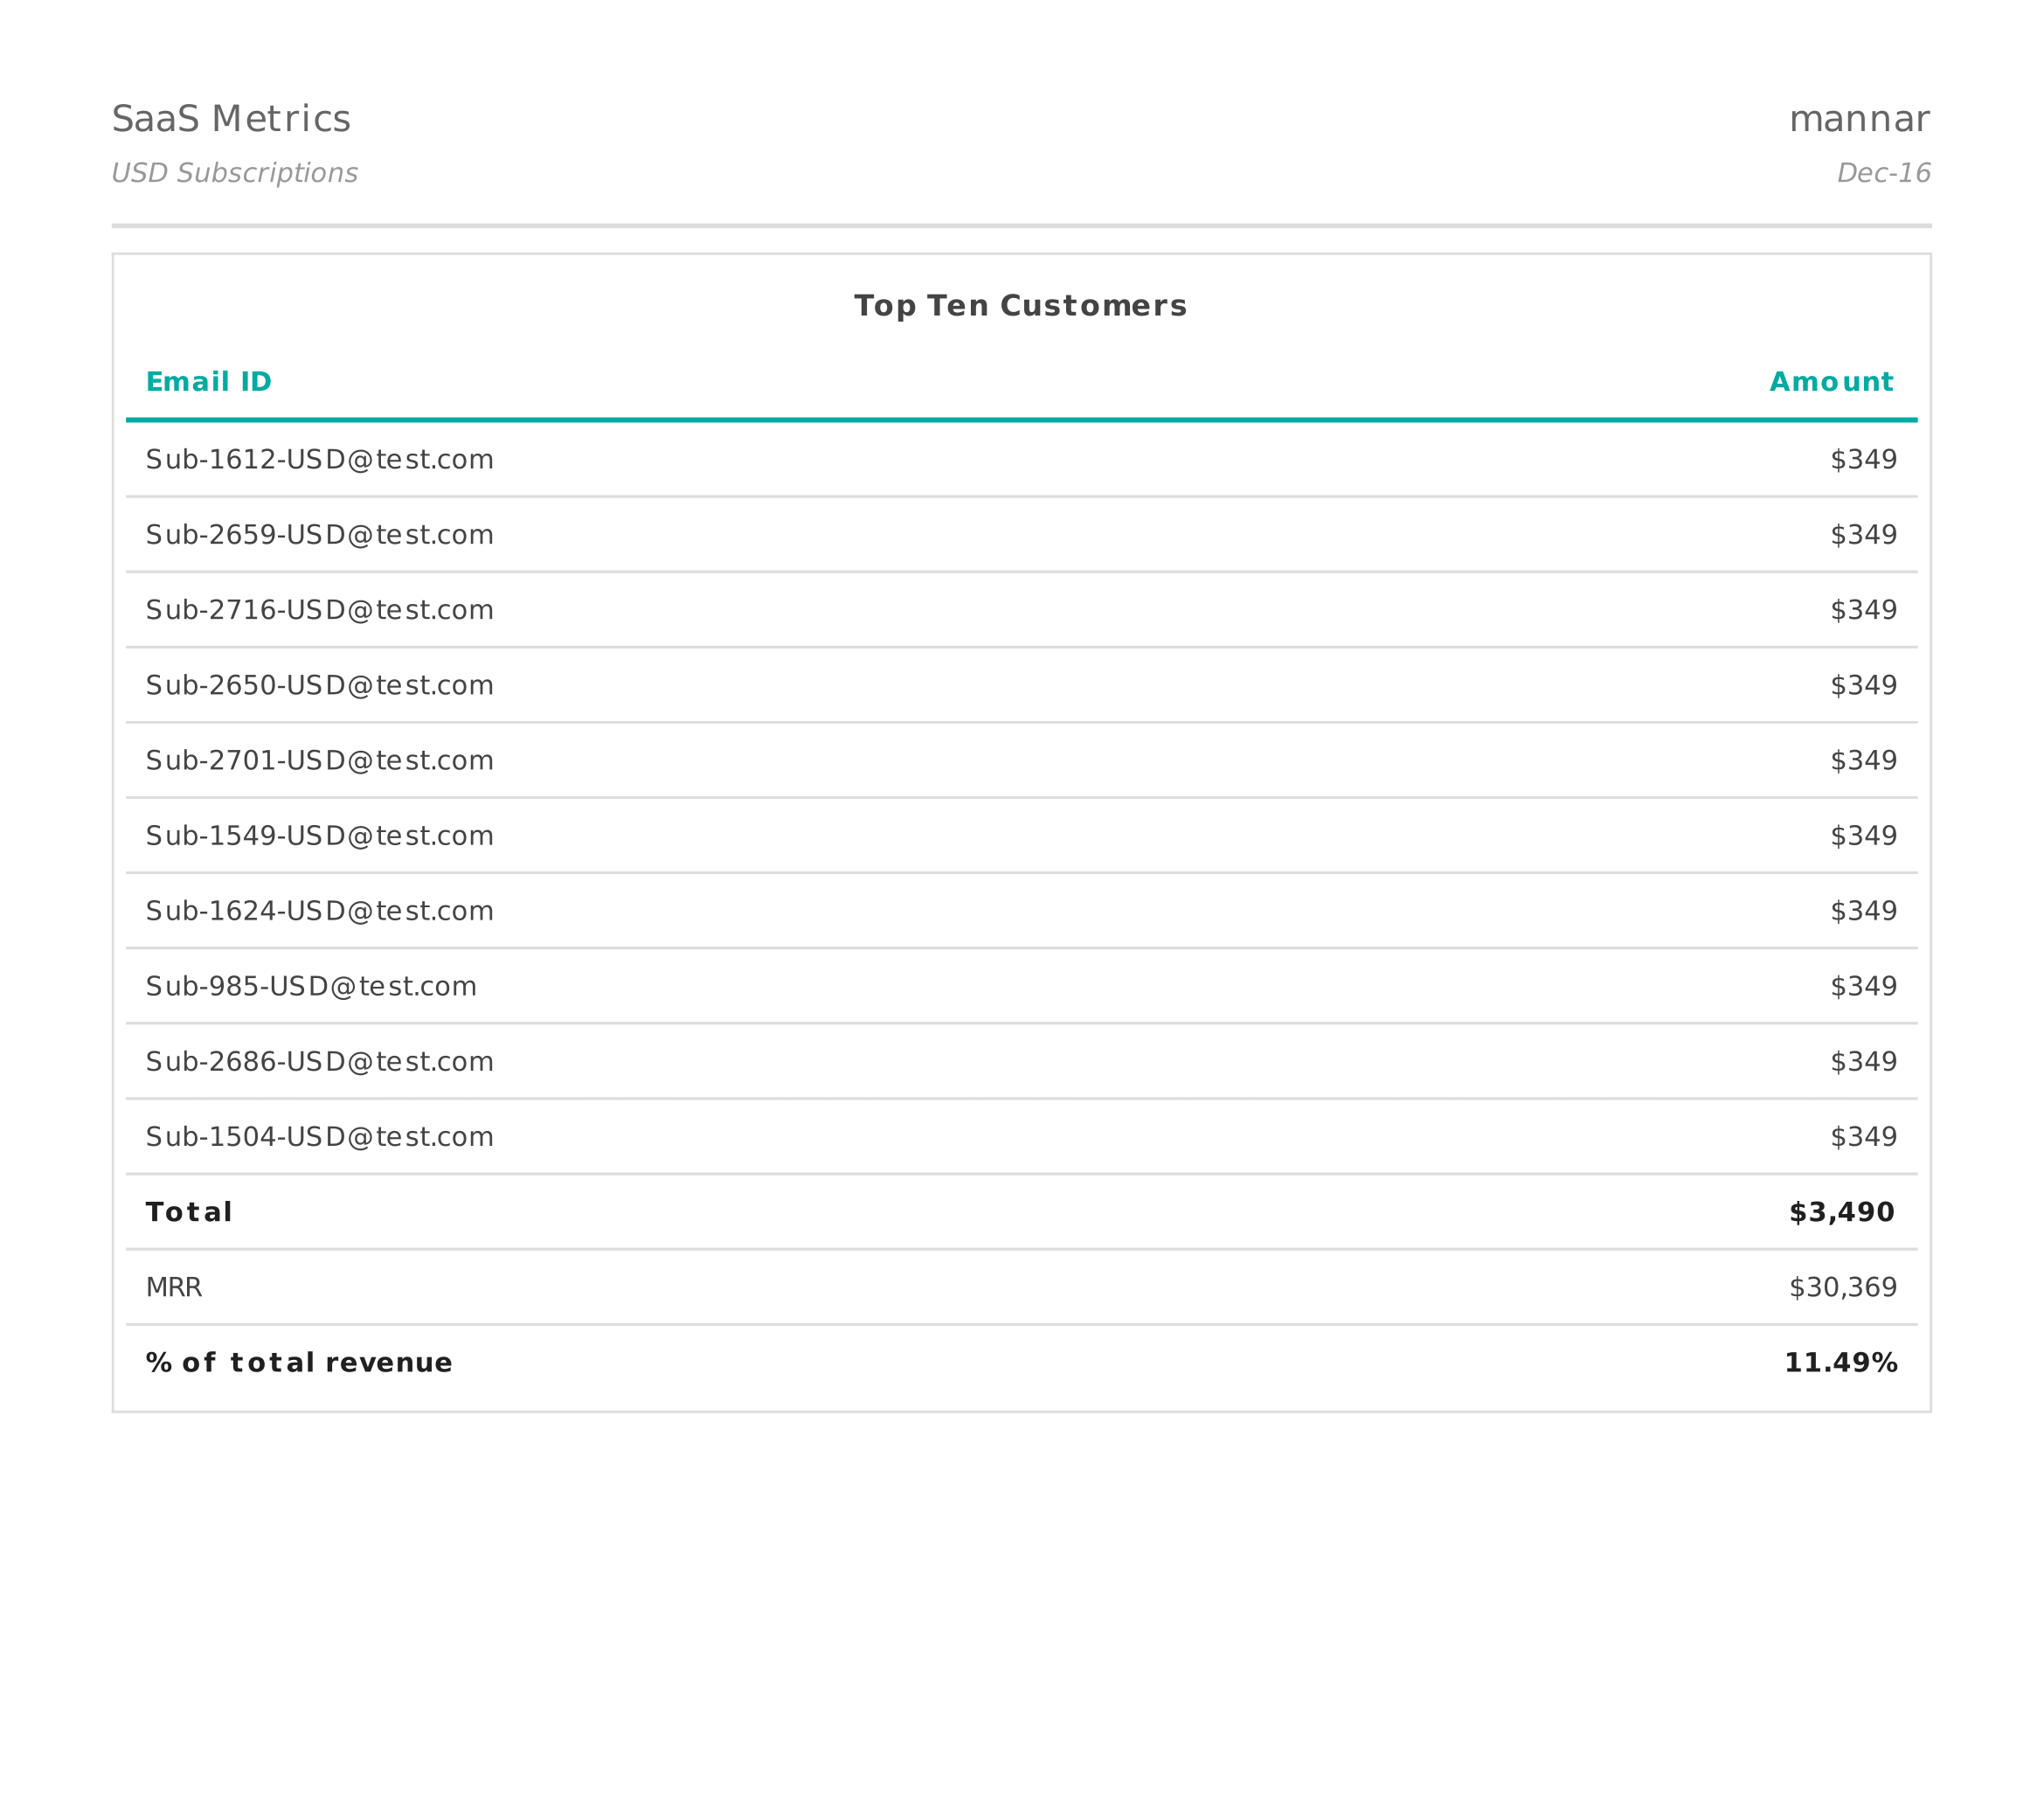 SaaS Metrics mannar
USD Subscriptions Dec-16
Top Ten Customers
Email ID Amount
Sub-1612-USD@test.com $349
Sub-2659-USD@test.com $349
Sub-2716-USD@test.com $349
Sub-2650-USD@test.com $349
Sub-2701-USD@test.com $349
Sub-1549-USD@test.com $349
Sub-1624-USD@test.com $349
Sub-985-USD@test.com $349
Sub-2686-USD@test.com $349
Sub-1504-USD@test.com $349
Total $3,490
MRR $30,369
% of total revenue 11.49%